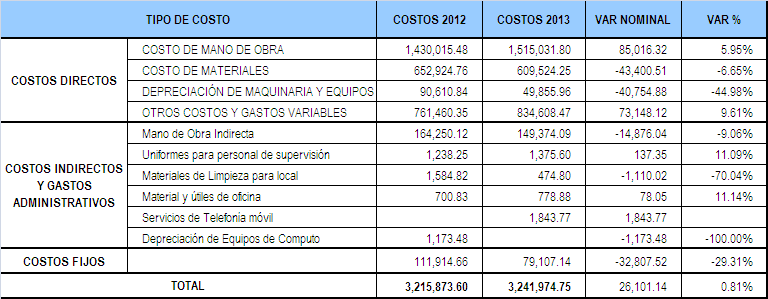 TIPO DE COSTO COSTOS 2012 COSTOS 2013 VAR NOMINAL VAR %
COSTOS DIRECTOS
COSTO DE MANO DE OBRA 1,430,015.48 1,515,031.80 85,016.32 5.95%
COSTO DE MATERIALES 652,924.76 609,524.25 -43,400.51 -6.65%
DEPRECIACIÓN DE MAQUINARIA Y EQUIPOS 90,610.84 49,855.96 -40,754.88 -44.98%
OTROS COSTOS Y GASTOS VARIABLES 761,460.35 834,608.47 73,148.12 9.61%
COSTOS INDIRECTOS
Y GASTOS
ADMINISTRATIVOS
Mano de Obra Indirecta 164,250.12 149,374.09 -14,876.04 -9.06%
Uniformes para personal de supervisión 1,238.25 1,375.60 137.35 11.09%
Materiales de Limpieza para local 1,584.82 474.80 -1,110.02 -70.04%
Material y útiles de oficina 700.83 778.88 78.05 11.14%
Servicios de Telefonía móvil 1,843.77 1,843.77
Depreciación de Equipos de Computo 1,173.48 -1,173.48 -100.00%
COSTOS FIJOS 111,914.66 79,107.14 -32,807.52 -29.31%
TOTAL 3,215,873.60 3,241,974.75 26,101.14 0.81%